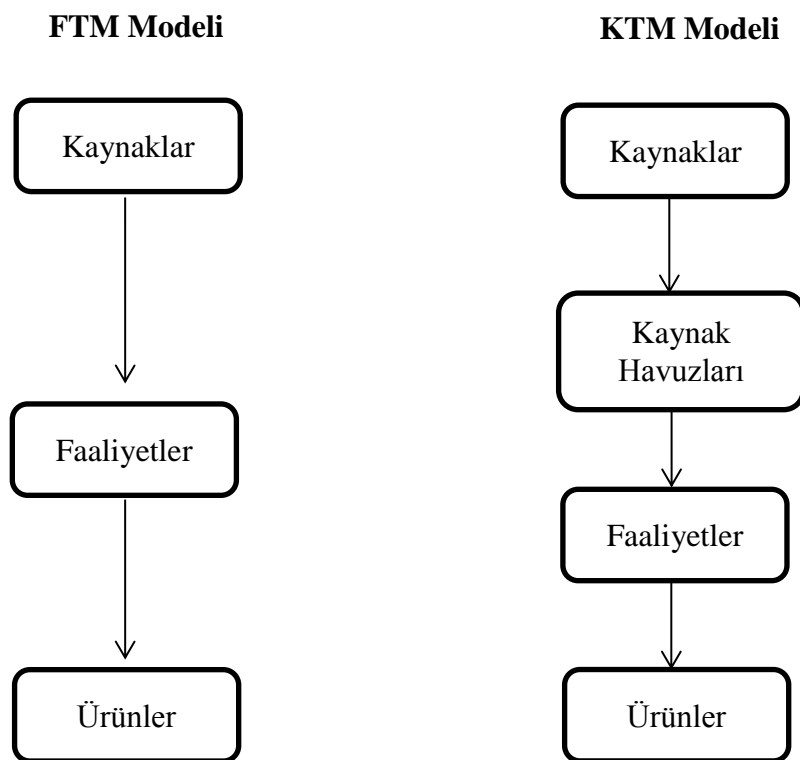 FTM Modeli
Kaynaklar
Faaliyetler
Ürünler
KTM Modeli
Kaynaklar
Kaynak
Havuzları
Faaliyetler
Ürünler